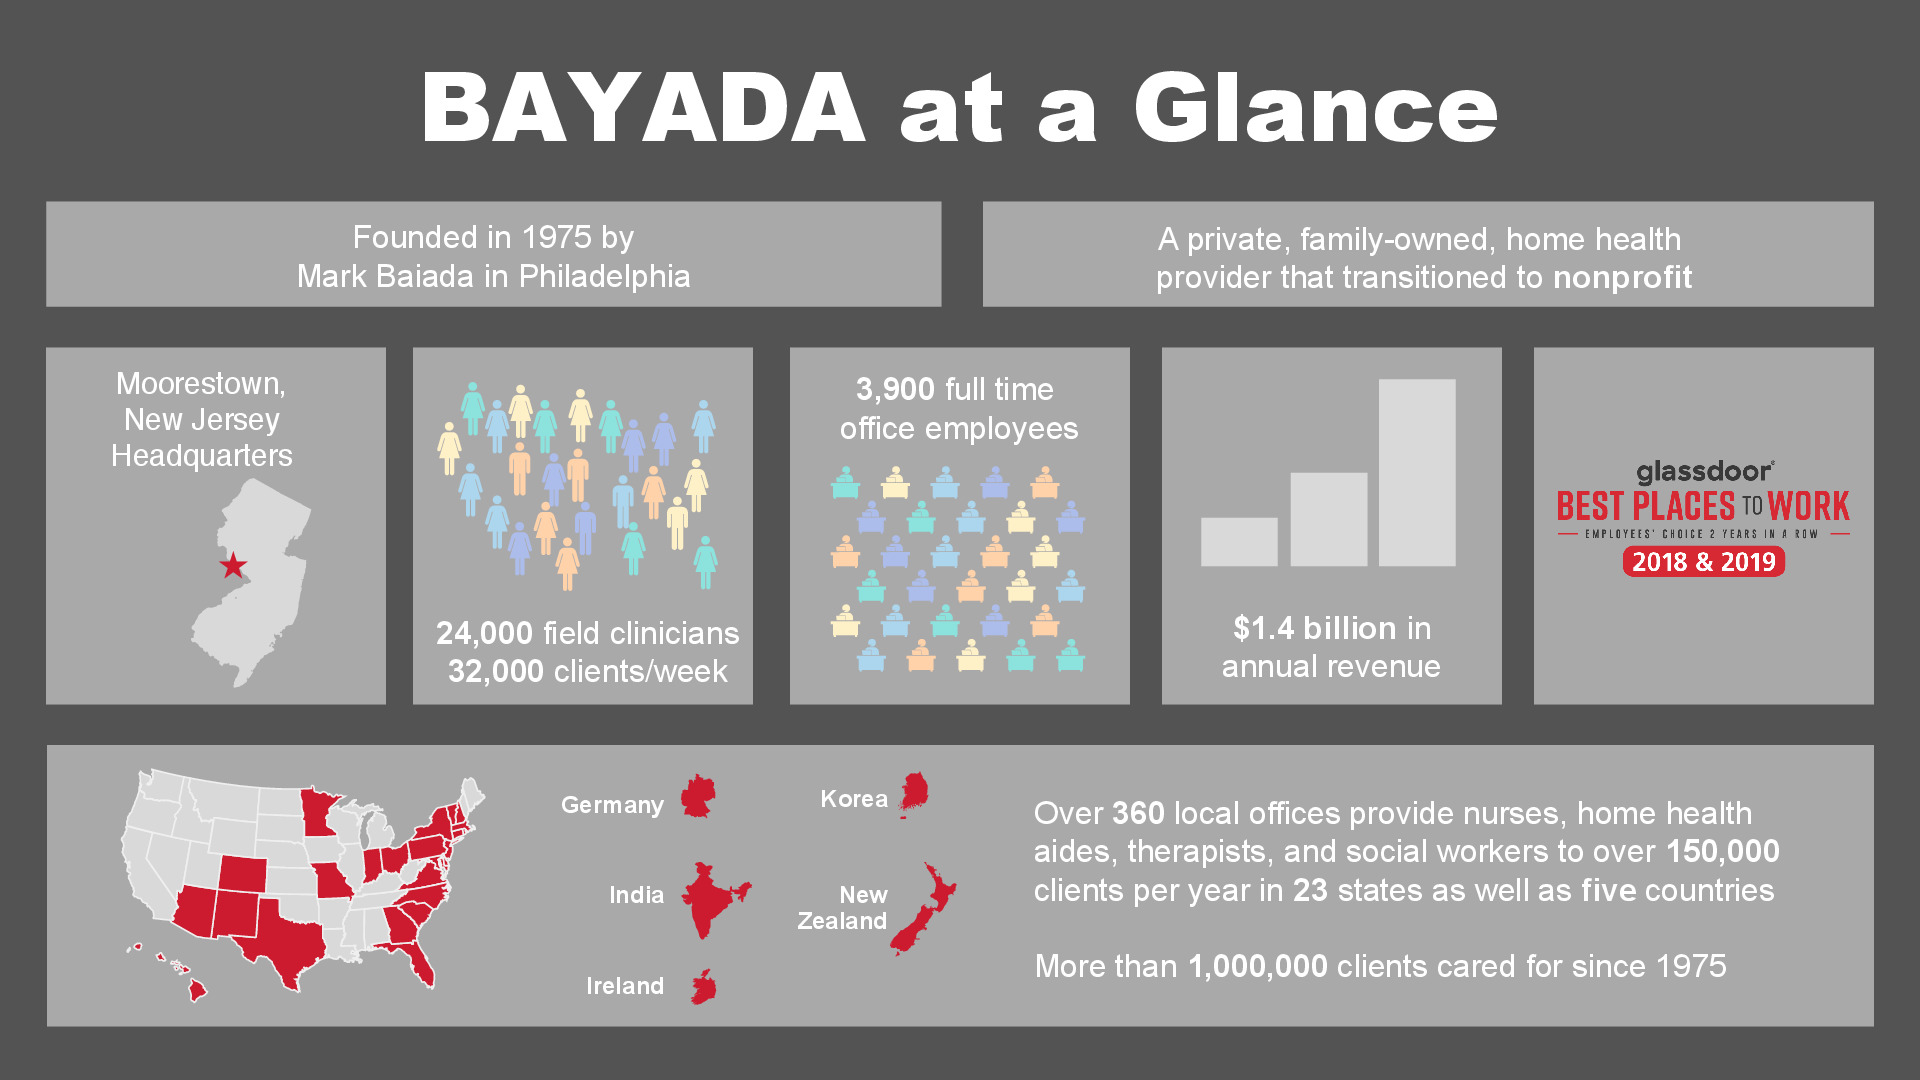 BAYADA at a Glance
Founded in 1975 by
Mark Baiada in Philadelphia
A private, family-owned, home health
provider that transitioned to nonprofit
Moorestown,
New Jersey
Headquarters
24,000 field clinicians
32,000 clients/week
3,900 full time
office employees
$1.4 billion in
annual revenue
glassdoor®
BEST PLACES TO WORK
EMPLOYEES' CHOICE 2 YEARS IN A ROW
2018 & 2019
Germany
Korea
India
New
Zealand
Ireland
Over 360 local offices provide nurses, home health
aides, therapists, and social workers to over 150,000
clients per year in 23 states as well as five countries
More than 1,000,000 clients cared for since 1975